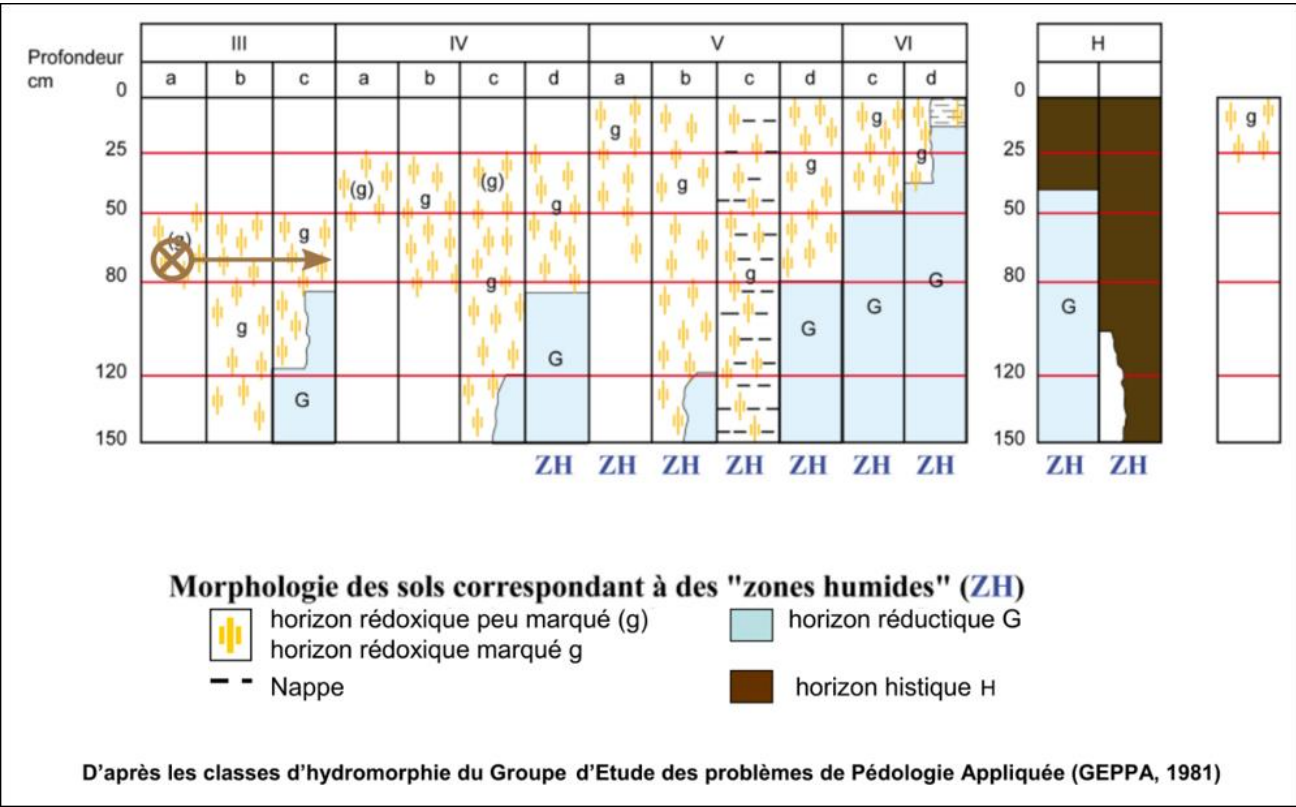 III IV V VI H
Profondeur
cm
a b c a b c d a b c d c d
0 0
g g g g
g
25 25
(g) (g) g g g g
g g
50 50
(g) g
g
80 g G 80
g G G
g G G
120 120
G
150 150
ZH ZH ZH ZH ZH ZH ZH ZH ZH
Morphologie des sols correspondant à des "zones humides" (ZH)
horizon rédoxique peu marqué (g) horizon réductique G
horizon rédoxique marqué g
Nappe horizon histique H
D'après les classes d'hydromorphie du Groupe d'Etude des problèmes de Pédologie Appliquée (GEPPA, 1981)